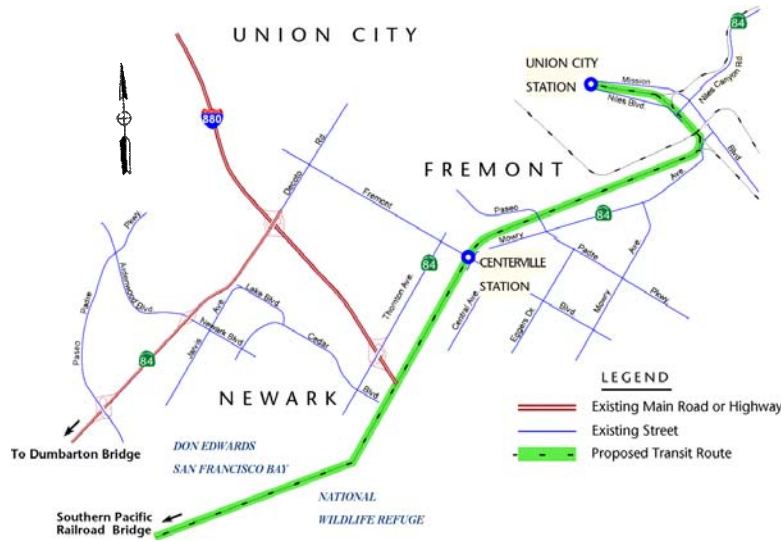 UNION CITY
84
UNION CITY
STATION
Mission
Niles Canyon Rd.
Niles Blvd
Blvd
880
Decoto Rd.
Fremont
FREMONT
Ave
Paseo
84
Mowry
Padre
Ave
Pkwy
Mowry
Pkwy
Ardenwood Blvd
Padre
Paseo
84
Thornton Ave
CENTERVILLE
STATION
Central Ave
Eggers Dr.
Blvd
Lake Blvd
Ave
Jarvis
Newark Blvd
Cedar
Blvd
84
NEWARK
LEGEND
Existing Main Road or Highway
Existing Street
Proposed Transit Route
To Dumbarton Bridge
DON EDWARDS
SAN FRANCISCO BAY
NATIONAL
WILDLIFE REFUGE
Southern Pacific
Railroad Bridge